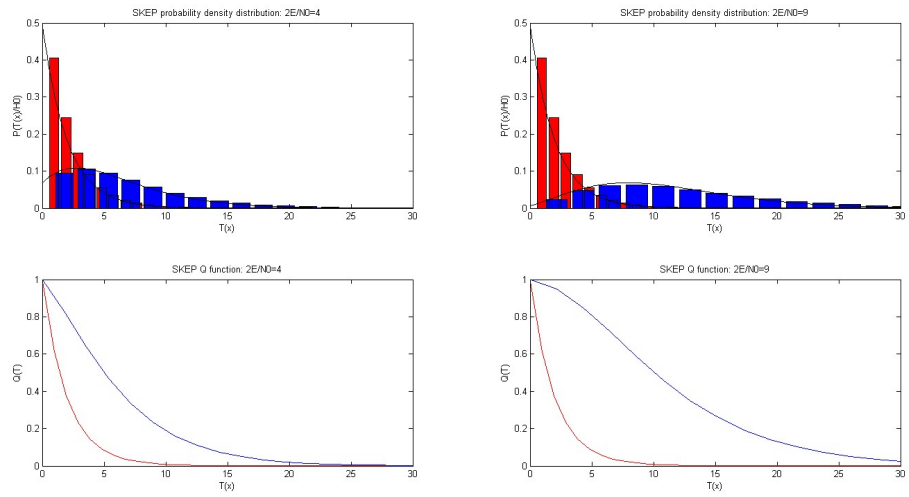 SKEP probability density distribution: 2E/N0=4
P(T(x)/H0)
0.5
0.4
0.3
0.2
0.1
0
0 5 10 15 20 25 30
T(x)
SKEP probability density distribution: 2E/N0=9
P(T(x)/H0)
0.5
0.4
0.3
0.2
0.1
0
0 5 10 15 20 25 30
T(x)
SKEP Q function: 2E/N0=4
Q(T)
1
0.8
0.6
0.4
0.2
0
0 5 10 15 20 25 30
T(x)
SKEP Q function: 2E/N0=9
Q(T)
1
0.8
0.6
0.4
0.2
0
0 5 10 15 20 25 30
T(x)